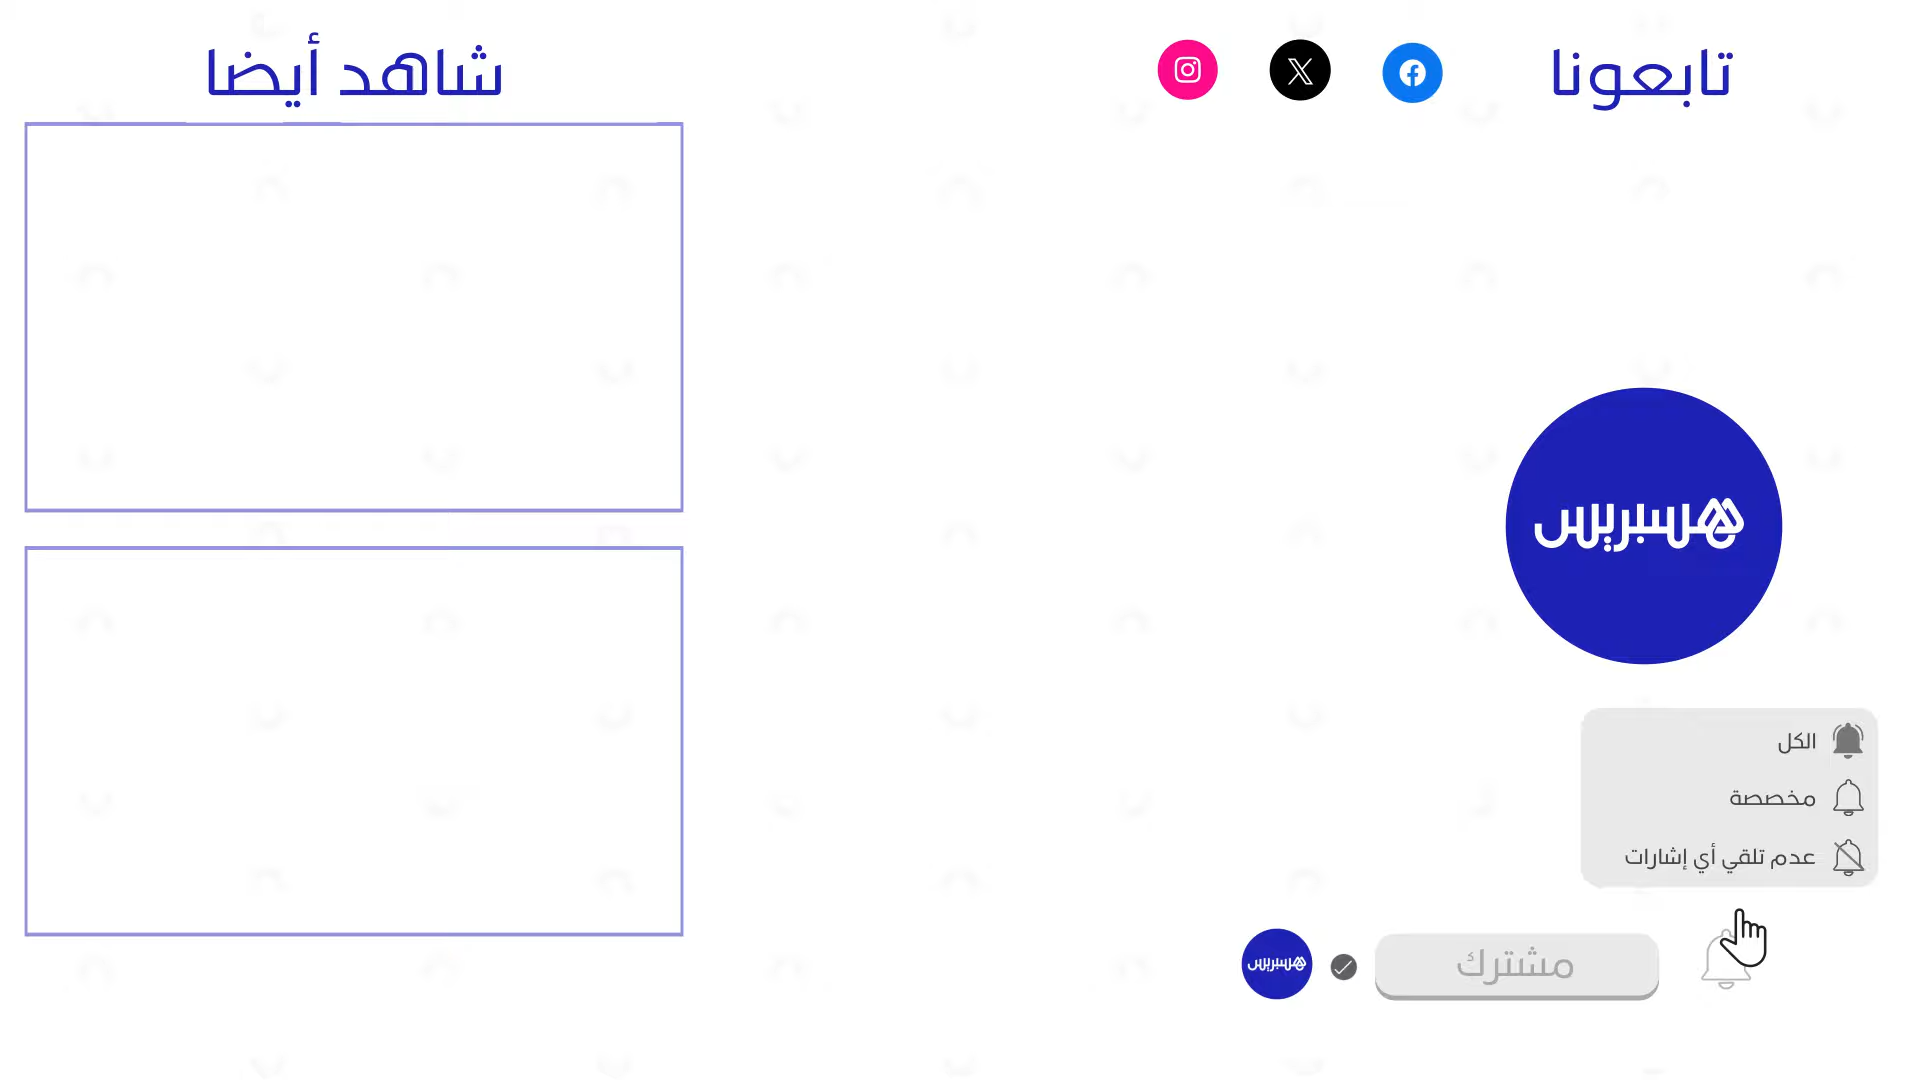 تابعونا
شاهد أيضا
هسبريس
الكل
مخصصة
عدم تلقي أي إشارات
مشترك
هسبريس